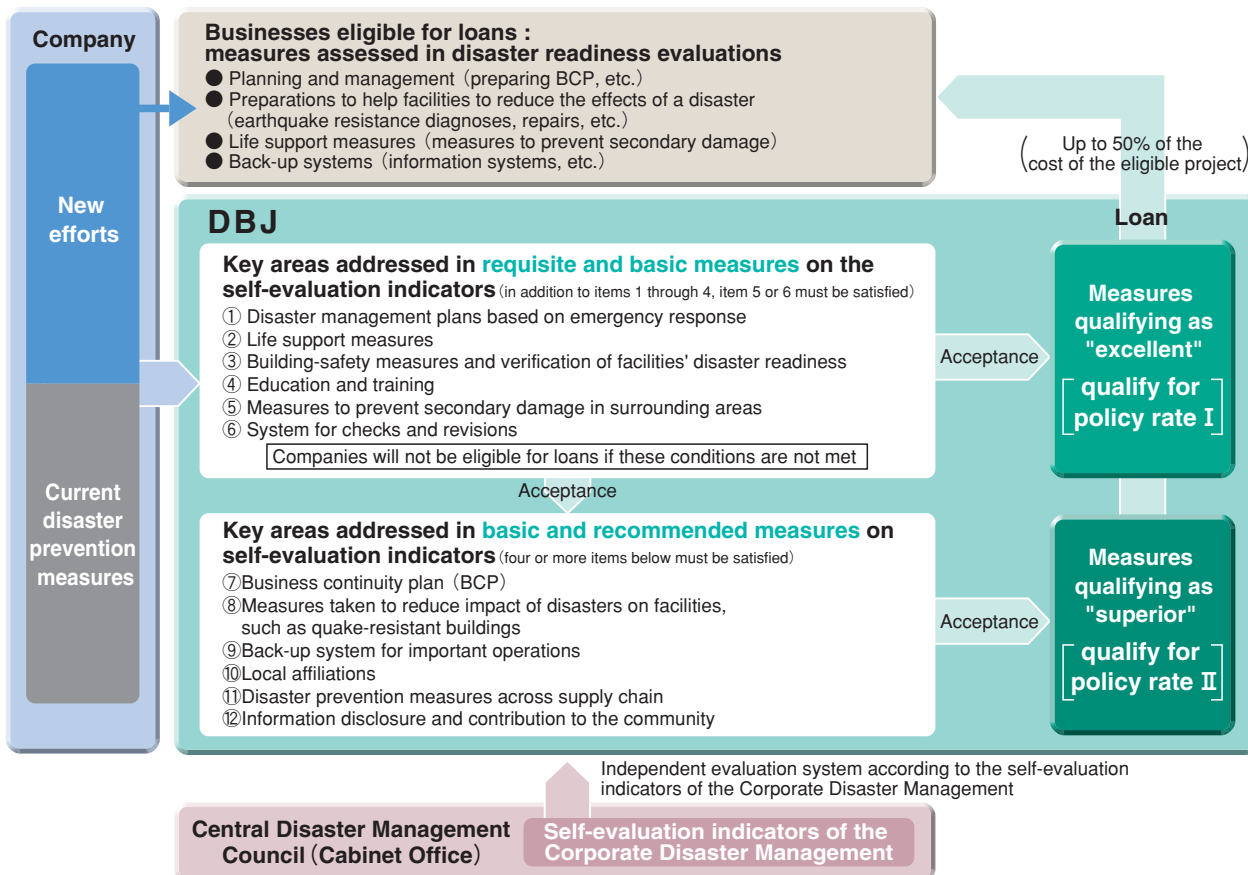 Company
New
efforts
Current
disaster
prevention
measures
Businesses eligible for loans :
measures assessed in disaster readiness evaluations
● Planning and management (preparing BCP, etc.)
● Preparations to help facilities to reduce the effects of a disaster
(earthquake resistance diagnoses, repairs, etc.)
● Life support measures (measures to prevent secondary damage)
● Back-up systems (information systems, etc.)
(Up to 50% of the
cost of the eligible project)
DBJ
Loan
Key areas addressed in requisite and basic measures on the
self-evaluation indicators (in addition to items 1 through 4, item 5 or 6 must be satisfied)
① Disaster management plans based on emergency response
② Life support measures
③ Building-safety measures and verification of facilities' disaster readiness
④ Education and training
⑤ Measures to prevent secondary damage in surrounding areas
⑥ System for checks and revisions
Companies will not be eligible for loans if these conditions are not met
Acceptance
Measures
qualifying as
"excellent"
[qualify for
policy rate Ⅰ]
Acceptance
Key areas addressed in basic and recommended measures on
self-evaluation indicators (four or more items below must be satisfied)
⑦Business continuity plan (BCP)
⑧Measures taken to reduce impact of disasters on facilities,
such as quake-resistant buildings
⑨Back-up system for important operations
⑩Local affiliations
⑪Disaster prevention measures across supply chain
⑫Information disclosure and contribution to the community
Acceptance
Measures
qualifying as
"superior"
[qualify for
policy rate Ⅱ]
Independent evaluation system according to the self-evaluation
indicators of the Corporate Disaster Management
Central Disaster Management
Council (Cabinet Office)
Self-evaluation indicators of the
Corporate Disaster Management